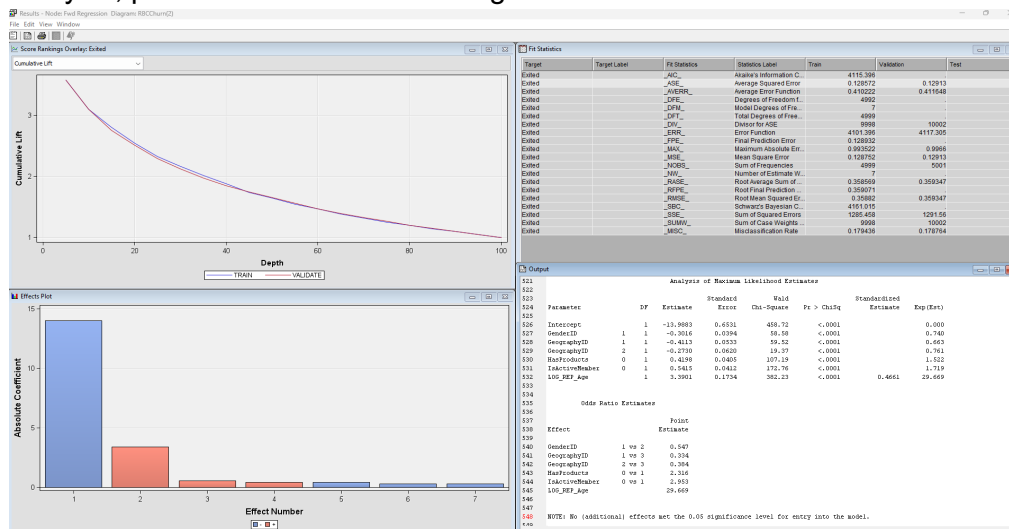 Results - Node: Fwd Regression Diagram: RBCChurn(2)
File Edit View Window
Score Rankings Overlay: Exited
Cumulative Lift
Cumulative Lift
3
2
1
0 20 40 60 80 100
Depth
TRAIN VALIDATE
Fit Statistics
Target Target Label Fit Statistics Statistics Label Train Validation Test
Exited _AIC_ Akaike's Information C... 4115.396
Exited _ASE_ Average Squared Error 0.128572 0.12913
Exited _AVERR_ Average Error Function 0.410222 0.411648
Exited _DFE_ Degrees of Freedom f... 4992
Exited _DFM_ Model Degrees of Fre... 7
Exited _DFT_ Total Degrees of Free... 4999
Exited _DIV_ Divisor for ASE 9998 10002
Exited _ERR_ Error Function 4101.396 4117.305
Exited _FPE_ Final Prediction Error 0.128932
Exited _MAX_ Maximum Absolute Err... 0.993522 0.9966
Exited _MSE_ Mean Square Error 0.128752 0.12913
Exited _NOBS_ Sum of Frequencies 4999 5001
Exited _NW_ Number of Estimate W... 7
Exited _RASE_ Root Average Sum of ... 0.358569 0.359347
Exited _RFPE_ Root Final Prediction ... 0.359071
Exited _RMSE_ Root Mean Squared Er... 0.35882 0.359347
Exited _SBC_ Schwarz's Bayesian C... 4161.015
Exited _SSE_ Sum of Squared Errors 1285.458 1291.56
Exited _SUMW_ Sum of Case Weights ... 9998 10002
Exited _MISC_ Misclassification Rate 0.179436 0.178764
Effects Plot
Absolute Coefficient
15
10
5
0
1 2 3 4 5 6 7
Effect Number
- +
Output
521 Analysis of Maximum Likelihood Estimates
522
523 Standard Wald Standardized
524 Parameter DF Estimate Error Chi-Square Pr > ChiSq Estimate Exp(Est)
525
526 Intercept 1 -13.9883 0.6531 458.72 <.0001 0.000
527 GenderID 1 1 -0.3016 0.0394 58.58 <.0001 0.740
528 GeographyID 1 1 -0.4113 0.0533 59.52 <.0001 0.663
529 GeographyID 2 1 -0.2730 0.0620 19.37 <.0001 0.761
530 HasProducts 0 1 0.4198 0.0405 107.19 <.0001 1.522
531 IsActiveMember 0 1 0.5415 0.0412 172.76 <.0001 1.719
532 LOG_REP_Age 1 3.3901 0.1734 382.23 <.0001 0.4661 29.669
533
534
535 Odds Ratio Estimates
536
537 Point
538 Effect Estimate
539
540 GenderID 1 vs 2 0.547
541 GeographyID 1 vs 3 0.334
542 GeographyID 2 vs 3 0.384
543 HasProducts 0 vs 1 2.316
544 IsActiveMember 0 vs 1 2.953
545 LOG_REP_Age 29.669
546
547
548 NOTE: No (additional) effects met the 0.05 significance level for entry into the model.
549